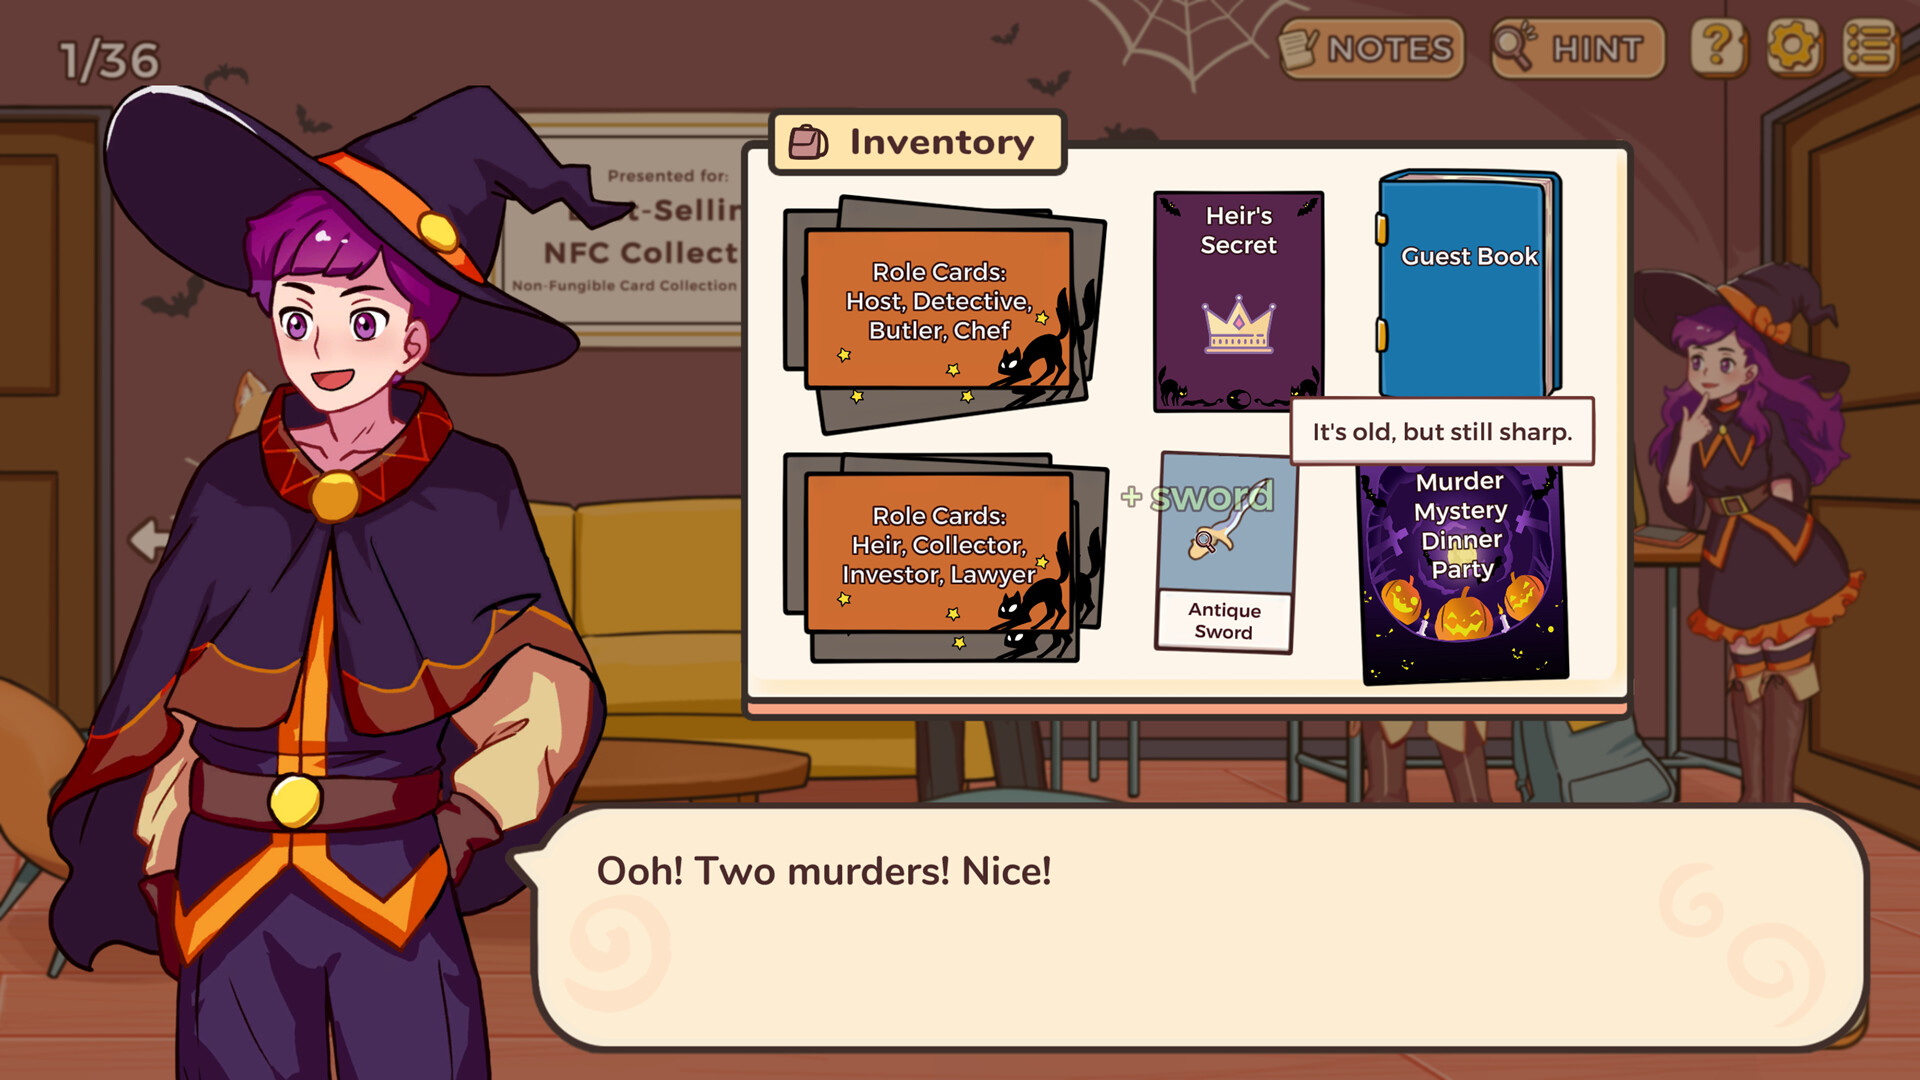 1/36
NOTES
HINT
?
Presented for:
t-Sellin
NFC Collect
Non-Fungible Card Collection
Inventory
Role Cards:
Host, Detective,
Butler, Chef
Heir's
Secret
Guest Book
It's old, but still sharp.
Role Cards:
Heir, Collector,
Investor, Lawyer
+ sword
Antique
Sword
Murder
Mystery
Dinner
Party
Ooh! Two murders! Nice!